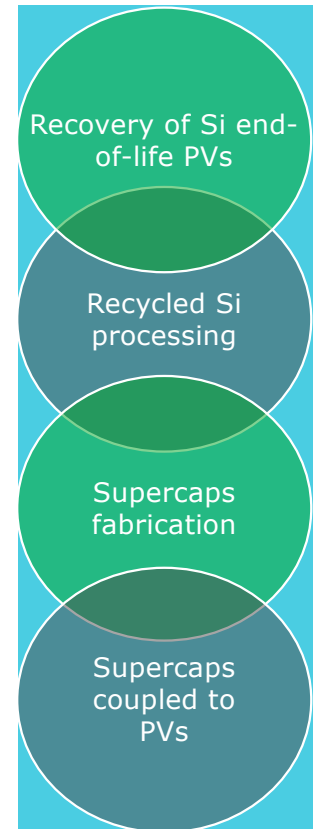 Recovery of Si end-
of-life PVs
Recycled Si
processing
Supercaps
fabrication
Supercaps
coupled to
PVs